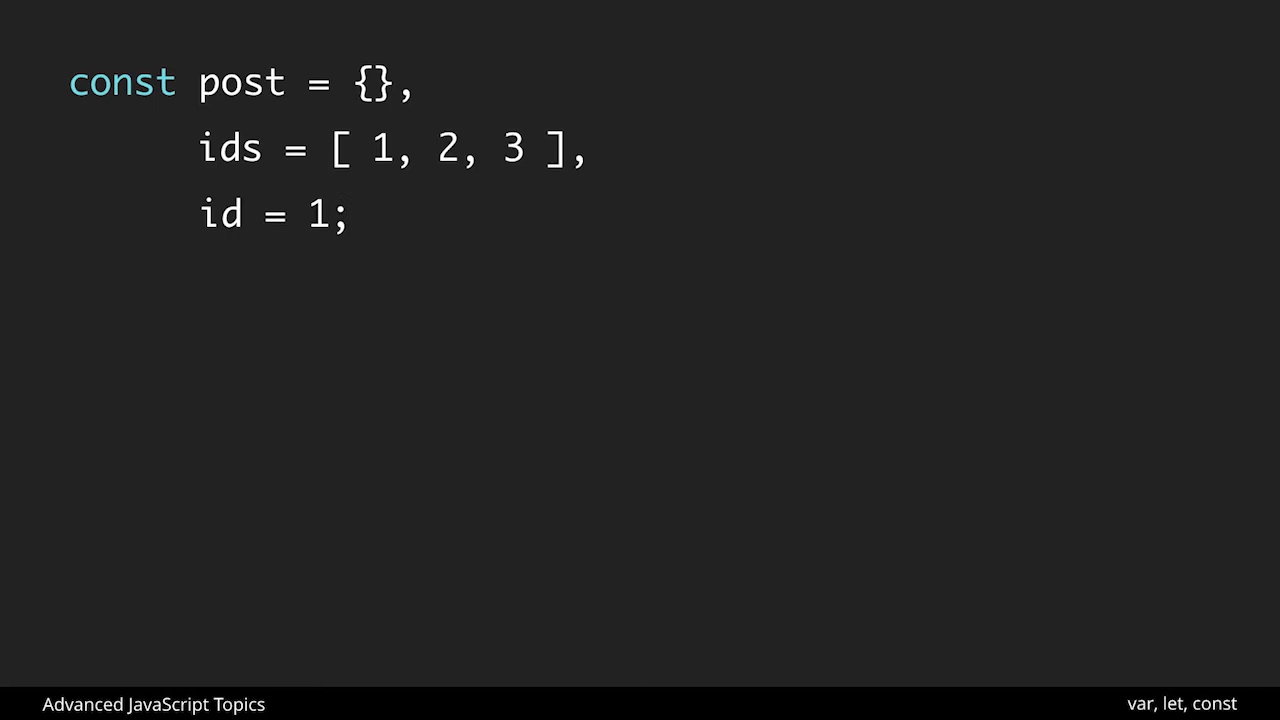 const post = {},
ids = [ 1, 2, 3 ],
id = 1;
Advanced JavaScript Topics
var, let, const